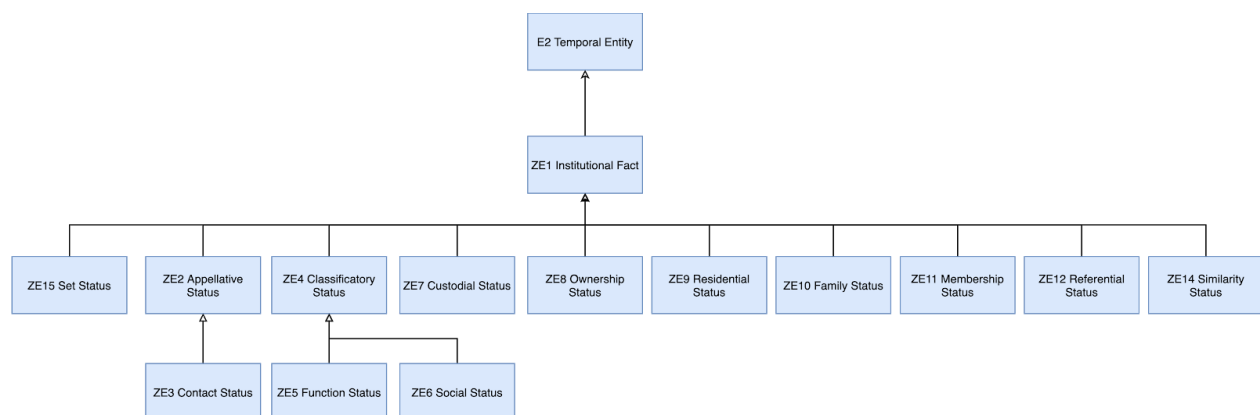 E2 Temporal Entity
ZE1 Institutional Fact
ZE15 Set Status
ZE2 Appellative
Status
ZE4 Classificatory
Status
ZE7 Custodial Status
ZE8 Ownership
Status
ZE9 Residential
Status
ZE10 Family Status
ZE11 Membership
Status
ZE12 Referential
Status
ZE14 Similarity
Status
ZE3 Contact Status
ZE5 Function Status
ZE6 Social Status